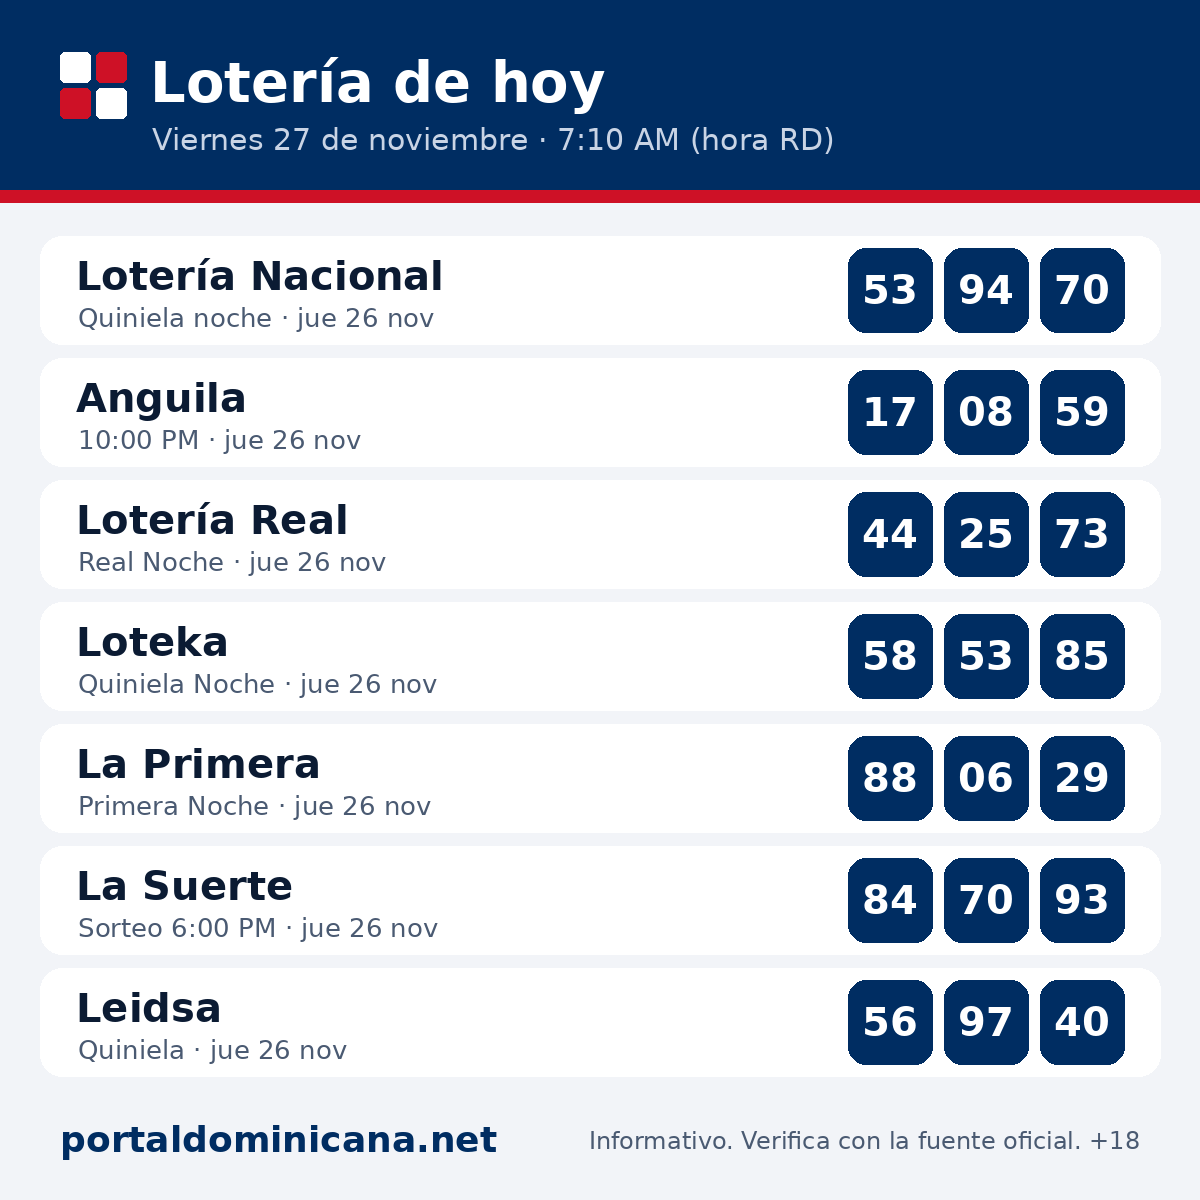 Lotería de hoy
Viernes 27 de noviembre · 7:10 AM (hora RD)
Lotería Nacional
Quiniela noche · jue 26 nov
53 94 70
Anguila
10:00 PM · jue 26 nov
17 08 59
Lotería Real
Real Noche · jue 26 nov
44 25 73
Loteka
Quiniela Noche · jue 26 nov
58 53 85
La Primera
Primera Noche · jue 26 nov
88 06 29
La Suerte
Sorteo 6:00 PM · jue 26 nov
84 70 93
Leidsa
Quiniela · jue 26 nov
56 97 40
portaldominicana.net
Informativo. Verifica con la fuente oficial. +18